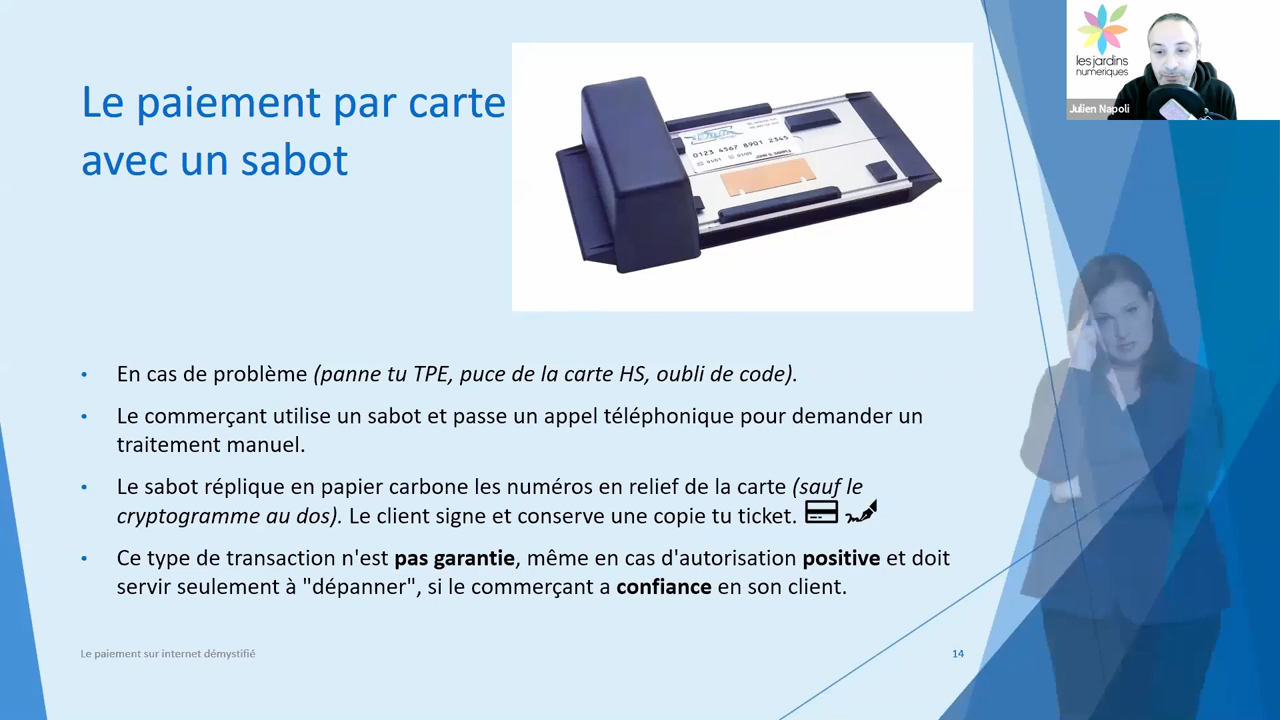 Le paiement par carte
avec un sabot
0123 4567 8901 2345
les jardins
numeriques
Julien Napoli
• En cas de problème (panne tu TPE, puce de la carte HS, oubli de code).
• Le commerçant utilise un sabot et passe un appel téléphonique pour demander un
traitement manuel.
• Le sabot réplique en papier carbone les numéros en relief de la carte (sauf le
cryptogramme au dos). Le client signe et conserve une copie tu ticket.
• Ce type de transaction n'est pas garantie, même en cas d'autorisation positive et doit
servir seulement à "dépanner", si le commerçant a confiance en son client.
Le paiement sur internet démystifié
14